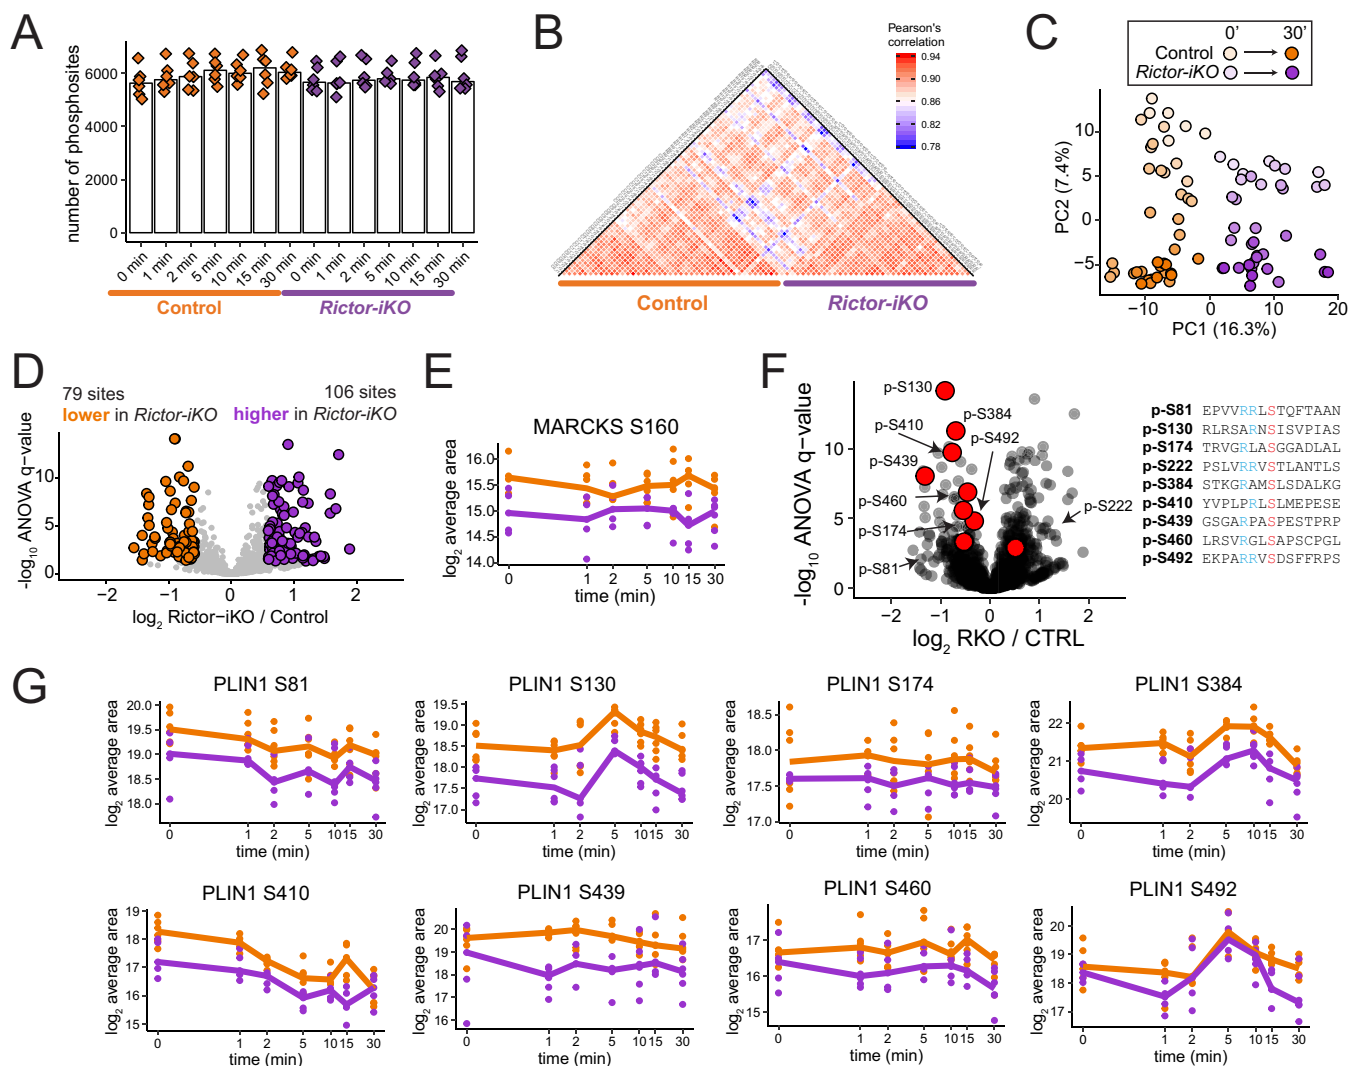 A
number of phosphosites
6000
4000
2000
0
0 min
1 min
2 min
5 min
10 min
15 min
30 min
0 min
1 min
2 min
5 min
10 min
15 min
30 min
Control
Rictor-iKO
B
Pearson's
correlation
0.94
0.90
0.86
0.82
0.78
Control
Rictor-iKO
C
0' 30'
Control
Rictor-iKO
PC2 (7.4%)
10
5
0
−5
−10 0 10 20
PC1 (16.3%)
D
79 sites
lower in Rictor-iKO
106 sites
higher in Rictor-iKO
-log10 ANOVA q-value
10
5
0
−2 −1 0 1 2
log2 Rictor−iKO / Control
E
MARCKS S160
log2 average area
16.0
15.5
15.0
14.5
14.0
0 1 2 5 10 15 30
time (min)
F
-log10 ANOVA q-value
10
5
0
p-S130
p-S410
p-S384
p-S492
p-S439
p-S460
p-S174
p-S81
p-S222
−2 −1 0 1 2
log2 RKO / CTRL
p-S81 EPVVRRLSTQFTAAN
p-S130 RLRSARNSISVPIAS
p-S174 TRVGRLASGGADLAL
p-S222 PSLVRRVSTLANTLS
p-S384 STKGRAMSLSDALKG
p-S410 YVPLPRLSLMEPESE
p-S439 GSGARPASPESTPRP
p-S460 LRSVRGLSAPSCPGL
p-S492 EKPARRVSDSFFRPS
G
PLIN1 S81
log2 average area
20.0
19.5
19.0
18.5
18.0
0 1 2 5 10 15 30
time (min)
PLIN1 S130
log2 average area
19.5
19.0
18.5
18.0
17.5
17.0
0 1 2 5 10 15 30
time (min)
PLIN1 S174
log2 average area
18.5
18.0
17.5
17.0
0 1 2 5 10 15 30
time (min)
PLIN1 S384
log2 average area
22
21
20
0 1 2 5 10 15 30
time (min)
PLIN1 S410
log2 average area
19
18
17
16
15
0 1 2 5 10 15 30
time (min)
PLIN1 S439
log2 average area
20
19
18
17
16
0 1 2 5 10 15 30
time (min)
PLIN1 S460
log2 average area
17
16
15
0 1 2 5 10 15 30
time (min)
PLIN1 S492
log2 average area
20
19
18
17
0 1 2 5 10 15 30
time (min)